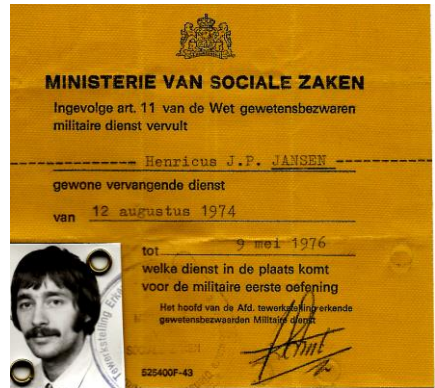 MINISTERIE VAN SOCIALE ZAKEN
Ingevolge art. 11 van de Wet gewetensbezwaren
militaire dienst vervult
Henricus J.P. JANSEN
gewone vervangende dienst
van 12 augustus 1974
tot 9 mei 1976
welke dienst in de plaats komt
voor de militaire eerste oefening
Het hoofd van de Afd. tewerkstelling erkende
gewetensbezwaarden Militaire dienst
Tewerkstelling
525400F-43